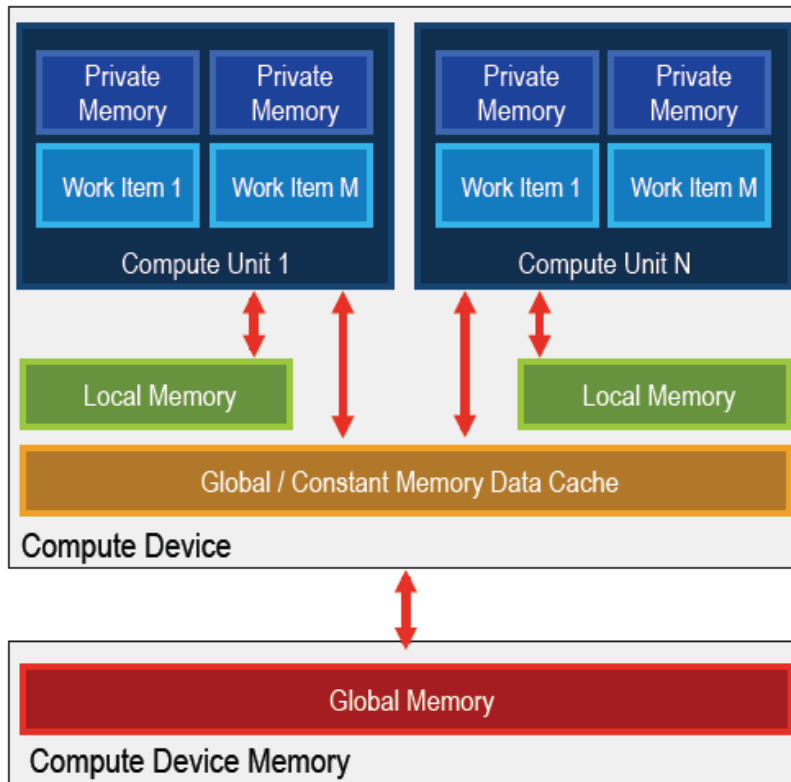 Private
Memory
Private
Memory
Private
Memory
Private
Memory
Work Item 1
Work Item M
Work Item 1
Work Item M
Compute Unit 1
Compute Unit N
Local Memory
Local Memory
Global / Constant Memory Data Cache
Compute Device
Global Memory
Compute Device Memory